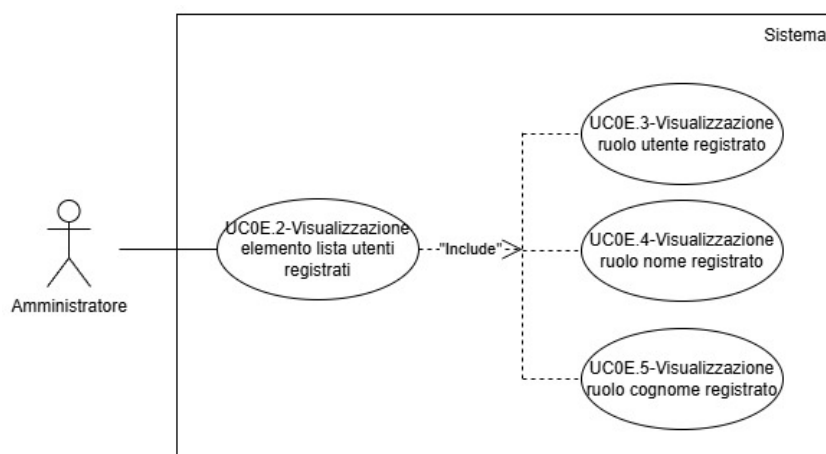 Sistema
UC0E.3-Visualizzazione
ruolo utente registrato
UC0E.2-Visualizzazione
elemento lista utenti
registrati
"Include"
UC0E.4-Visualizzazione
ruolo nome registrato
Amministratore
UC0E.5-Visualizzazione
ruolo cognome registrato